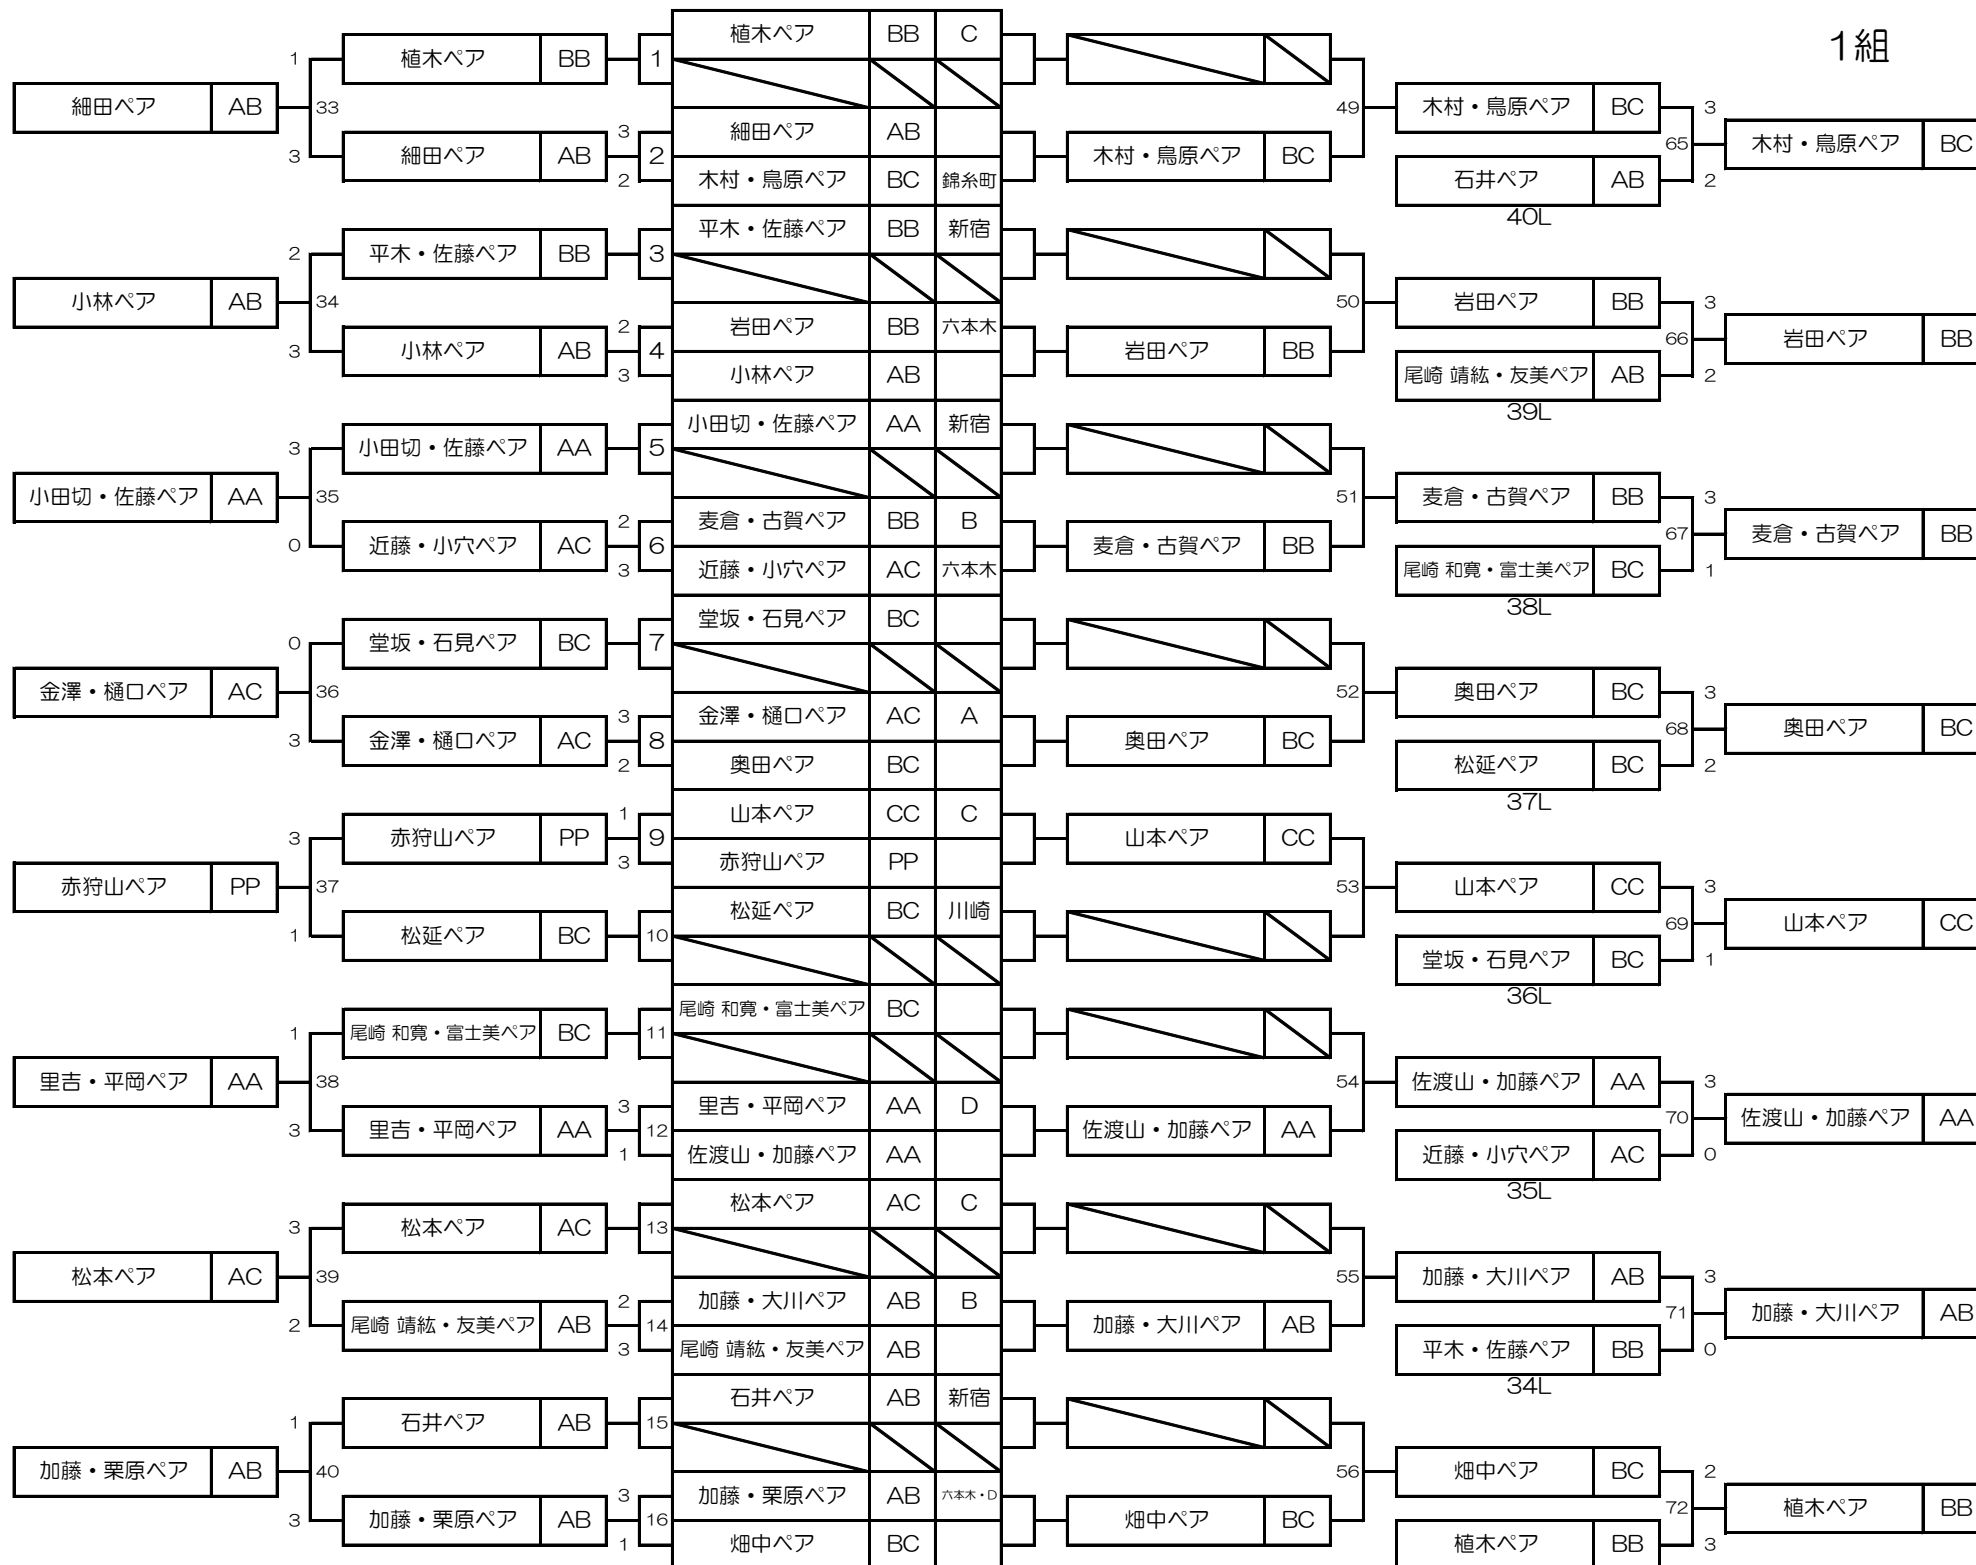 1組
植木ペア BB C
1 植木ペア BB 1
細田ペア AB 33 49 木村・鳥原ペア BC 3
3 細田ペア AB
65 木村・鳥原ペア BC
3 細田ペア AB 2 木村・鳥原ペア BC
2 木村・鳥原ペア BC 錦糸町 石井ペア AB 2
40L
平木・佐藤ペア BB 新宿
2 平木・佐藤ペア BB 3
小林ペア AB 34 50 岩田ペア BB 3
2 岩田ペア BB 六本木
66 岩田ペア BB
3 小林ペア AB 4 岩田ペア BB
3 小林ペア AB 尾崎 靖紘・友美ペア AB 2
39L
小田切・佐藤ペア AA 新宿
3 小田切・佐藤ペア AA 5
小田切・佐藤ペア AA 35 51 麦倉・古賀ペア BB 3
2 麦倉・古賀ペア BB B
67 麦倉・古賀ペア BB
0 近藤・小穴ペア AC 6 麦倉・古賀ペア BB
3 近藤・小穴ペア AC 六本木 尾崎 和寛・富士美ペア BC 1
38L
堂坂・石見ペア BC
0 堂坂・石見ペア BC 7
金澤・樋口ペア AC 36 52 奥田ペア BC 3
3 金澤・樋口ペア AC A
68 奥田ペア BC
3 金澤・樋口ペア AC 8 奥田ペア BC
2 奥田ペア BC 松延ペア BC 2
37L
1 山本ペア CC C
3 赤狩山ペア PP 9 山本ペア CC
3 赤狩山ペア PP
赤狩山ペア PP 37 53 山本ペア CC 3
松延ペア BC 川崎
69 山本ペア CC
1 松延ペア BC 10
堂坂・石見ペア BC 1
36L
尾崎 和寛・富士美ペア BC
1 尾崎 和寛・富士美ペア BC 11
里吉・平岡ペア AA 38 54 佐渡山・加藤ペア AA 3
3 里吉・平岡ペア AA D
70 佐渡山・加藤ペア AA
3 里吉・平岡ペア AA 12 佐渡山・加藤ペア AA
1 佐渡山・加藤ペア AA 近藤・小穴ペア AC 0
35L
松本ペア AC C
3 松本ペア AC 13
松本ペア AC 39 55 加藤・大川ペア AB 3
2 加藤・大川ペア AB B
71 加藤・大川ペア AB
2 尾崎 靖紘・友美ペア AB 14 加藤・大川ペア AB
3 尾崎 靖紘・友美ペア AB 平木・佐藤ペア BB 0
34L
石井ペア AB 新宿
1 石井ペア AB 15
加藤・栗原ペア AB 40 56 畑中ペア BC 2
3 加藤・栗原ペア AB 六本木・D
72 植木ペア BB
3 加藤・栗原ペア AB 16 畑中ペア BC
1 畑中ペア BC 植木ペア BB 3